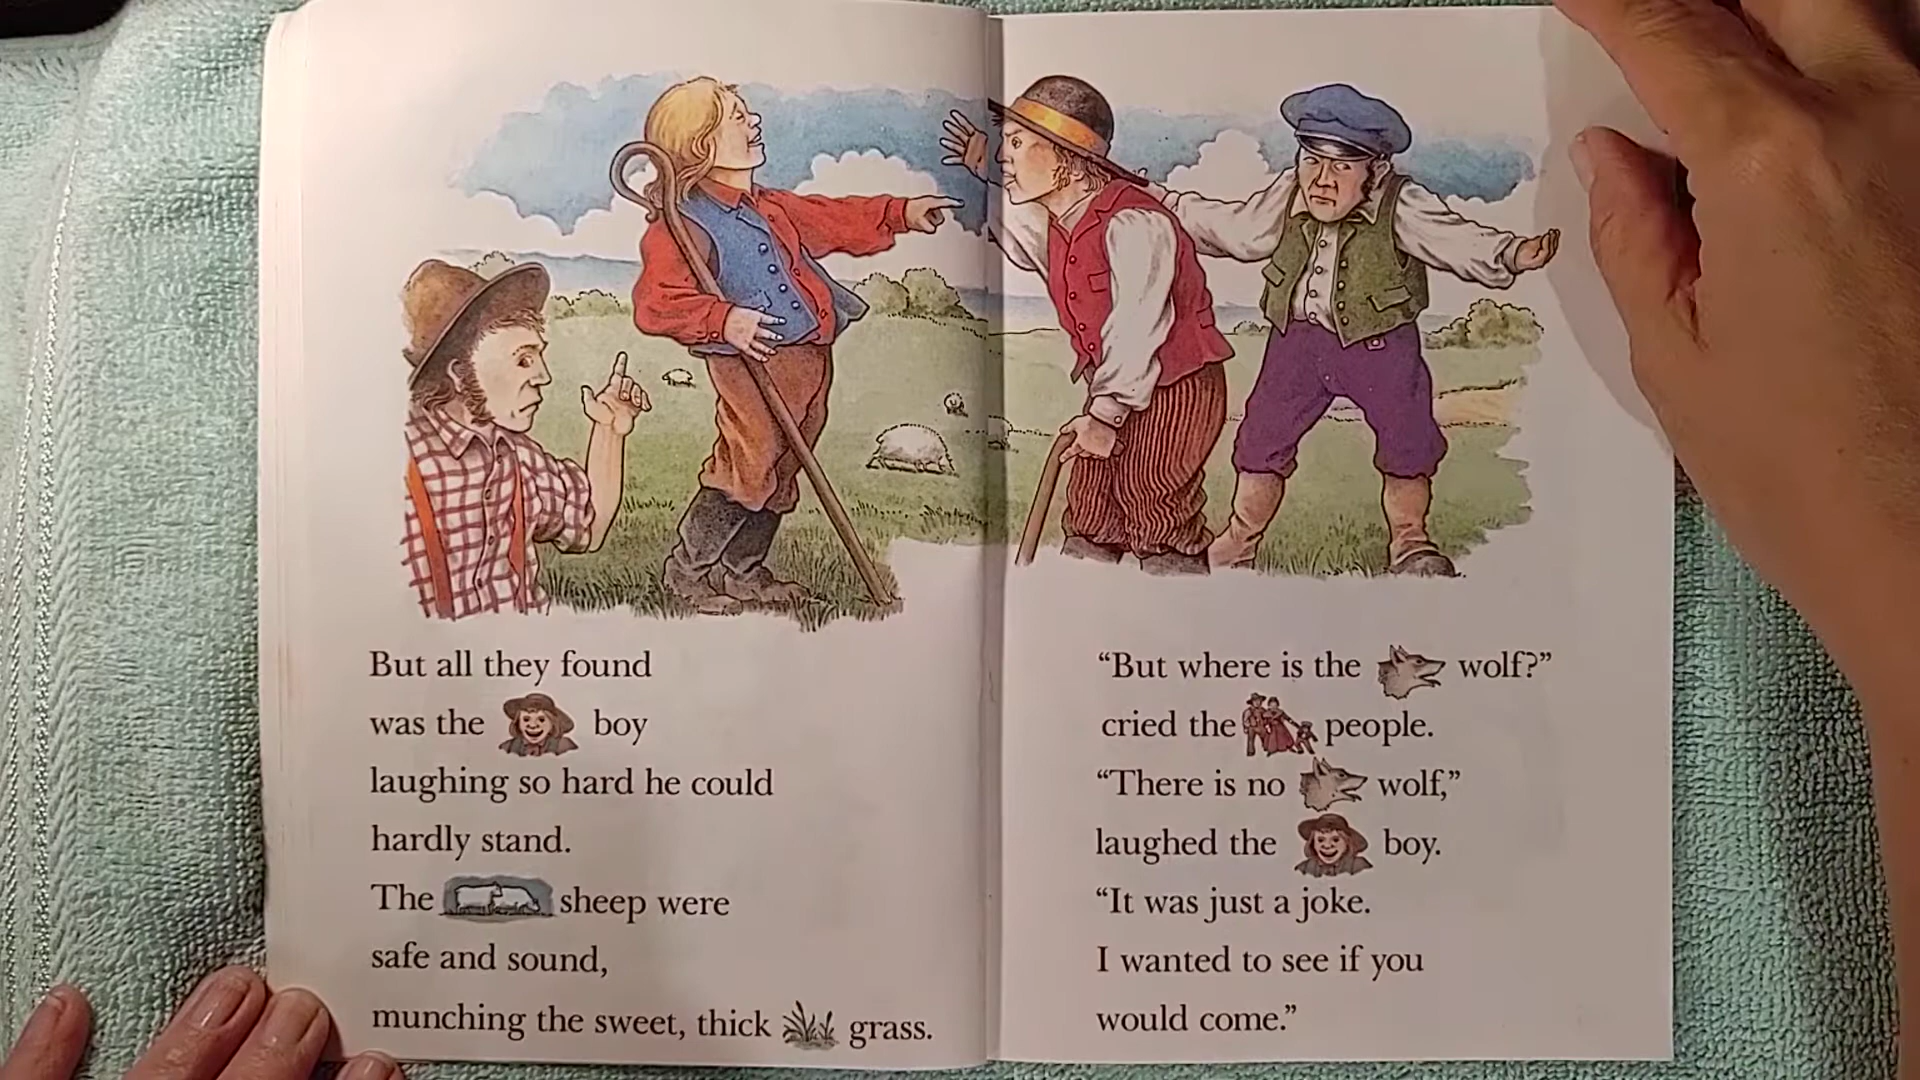 But all they found
was the boy
laughing so hard he could
hardly stand.
The sheep were
safe and sound,
munching the sweet, thick grass.
“But where is the wolf?”
cried the people.
“There is no wolf,”
laughed the boy.
“It was just a joke.
I wanted to see if you
would come.”